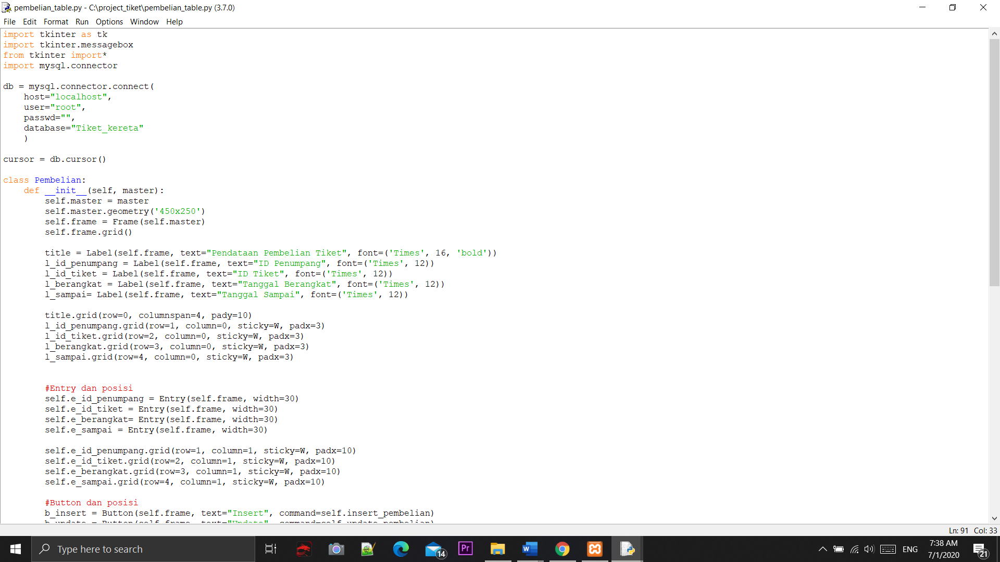 pembelian_table.py - C:\project_tiket\pembelian_table.py (3.7.0)
File Edit Format Run Options Window Help
import tkinter as tk
import tkinter.messagebox
from tkinter import*
import mysql.connector

db = mysql.connector.connect(
    host="localhost",
    user="root",
    passwd="",
    database="Tiket_kereta"
    )

cursor = db.cursor()

class Pembelian:
    def __init__(self, master):
        self.master = master
        self.master.geometry('450x250')
        self.frame = Frame(self.master)
        self.frame.grid()

        title = Label(self.frame, text="Pendataan Pembelian Tiket", font=('Times', 16, 'bold'))
        l_id_penumpang = Label(self.frame, text="ID Penumpang", font=('Times', 12))
        l_id_tiket = Label(self.frame, text="ID Tiket", font=('Times', 12))
        l_berangkat = Label(self.frame, text="Tanggal Berangkat", font=('Times', 12))
        l_sampai= Label(self.frame, text="Tanggal Sampai", font=('Times', 12))

        title.grid(row=0, columnspan=4, pady=10)
        l_id_penumpang.grid(row=1, column=0, sticky=W, padx=3)
        l_id_tiket.grid(row=2, column=0, sticky=W, padx=3)
        l_berangkat.grid(row=3, column=0, sticky=W, padx=3)
        l_sampai.grid(row=4, column=0, sticky=W, padx=3)

        #Entry dan posisi
        self.e_id_penumpang = Entry(self.frame, width=30)
        self.e_id_tiket = Entry(self.frame, width=30)
        self.e_berangkat= Entry(self.frame, width=30)
        self.e_sampai = Entry(self.frame, width=30)

        self.e_id_penumpang.grid(row=1, column=1, sticky=W, padx=10)
        self.e_id_tiket.grid(row=2, column=1, sticky=W, padx=10)
        self.e_berangkat.grid(row=3, column=1, sticky=W, padx=10)
        self.e_sampai.grid(row=4, column=1, sticky=W, padx=10)

        #Button dan posisi
        b_insert = Button(self.frame, text="Insert", command=self.insert_pembelian)
        b_update = Button(self.frame, text="Update", command=self.update_pembelian)
Ln: 91 Col: 33
Type here to search
14
Pr
W
ENG
7:38 AM
7/1/2020
21